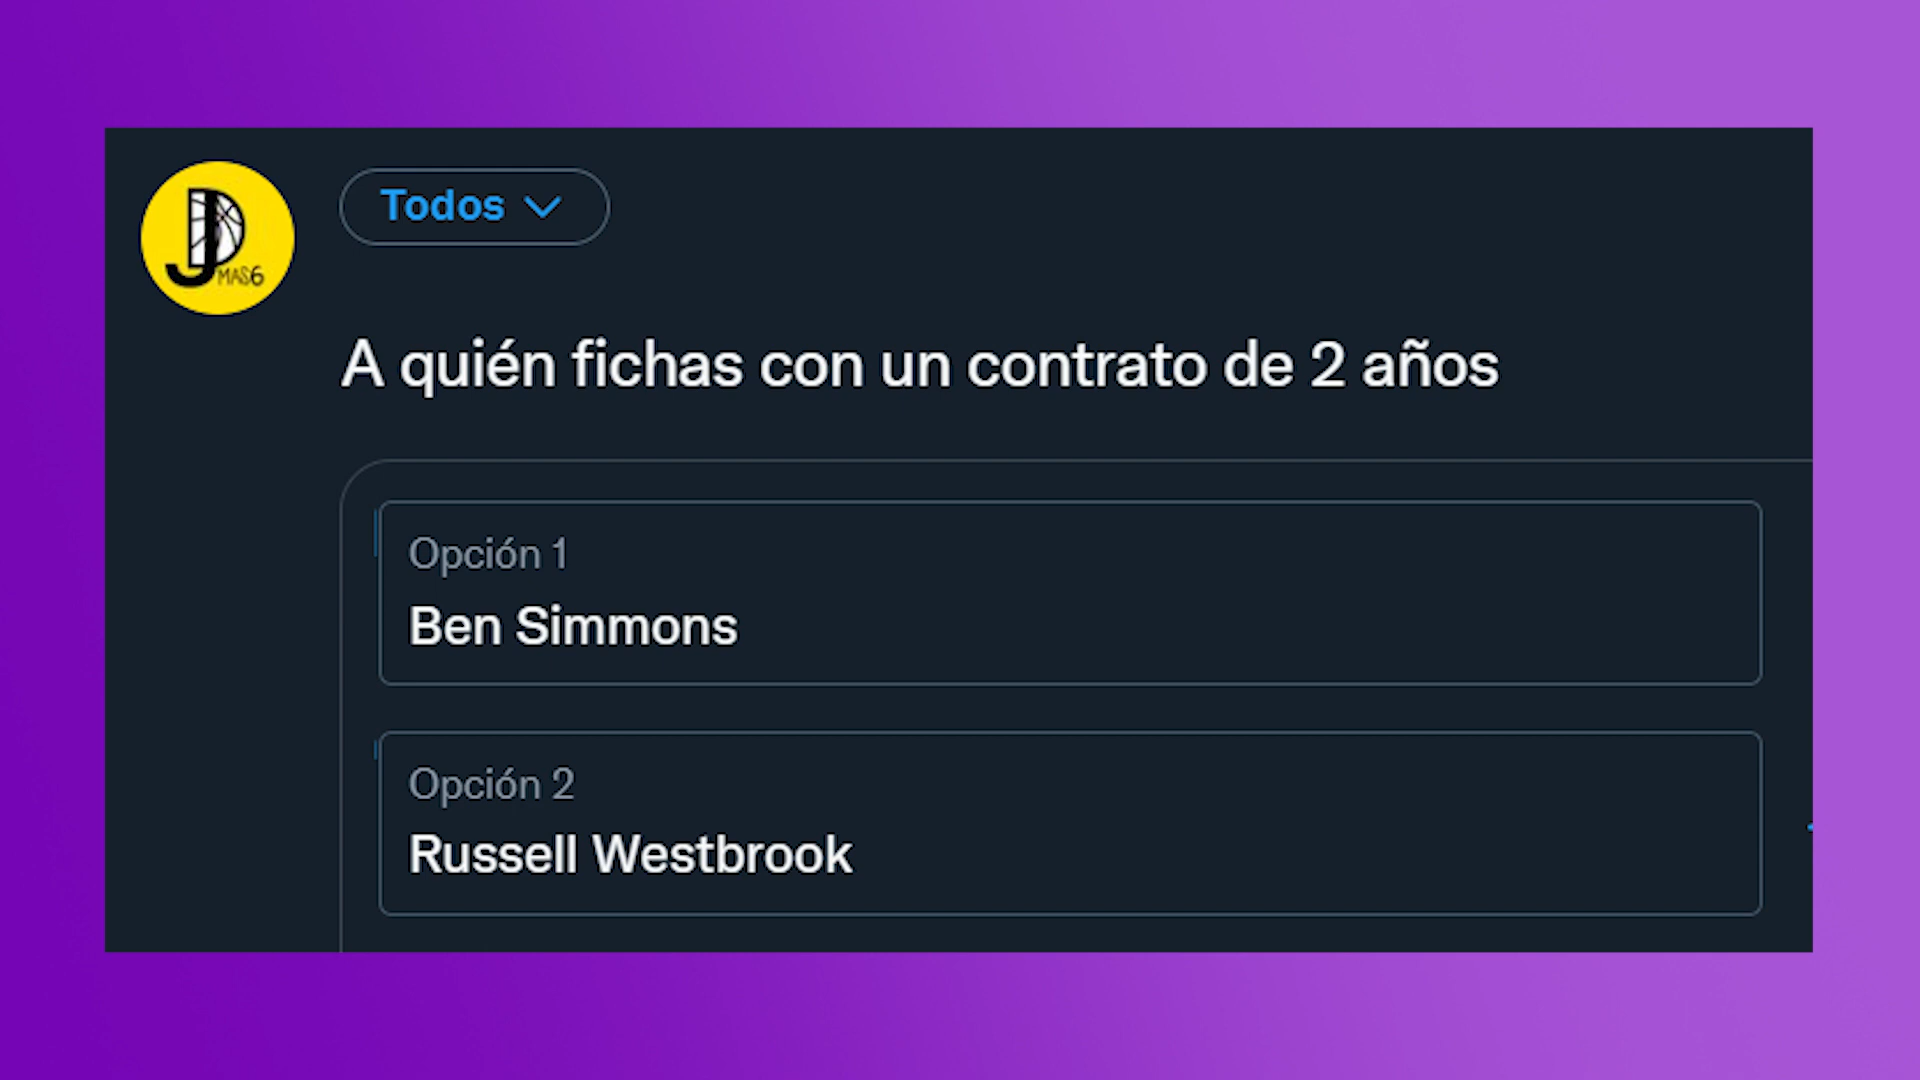 JD
MAS6
Todos
A quién fichas con un contrato de 2 años
Opción 1
Ben Simmons
Opción 2
Russell Westbrook